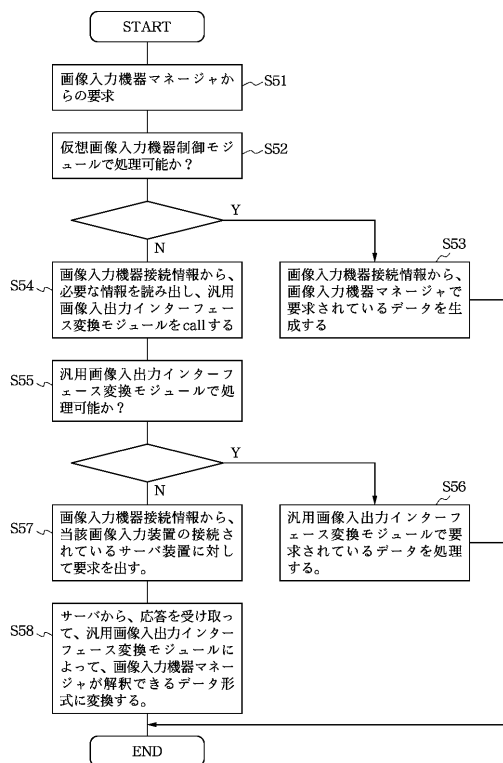 START
画像入力機器マネージャか
らの要求
S51
仮想画像入力機器制御モジ
ュールで処理可能か？
S52
Y
N
S53
画像入力機器接続情報から、
画像入力機器マネージャで
要求されているデータを生
成する
S54
画像入力機器接続情報から、
必要な情報を読み出し、汎用
画像入出力インターフェー
ス変換モジュールをcallする
S55
汎用画像入出力インターフ
ェース変換モジュールで処
理可能か？
Y
N
S56
汎用画像入出力インターフ
ェース変換モジュールで要
求されているデータを処理
する。
S57
画像入力機器接続情報から、
当該画像入力装置の接続さ
れているサーバ装置に対し
て要求を出す。
S58
サーバから、応答を受け取っ
て、汎用画像入出力インター
フェース変換モジュールに
よって、画像入力機器マネー
ジャが解釈できるデータ形
式に変換する。
END